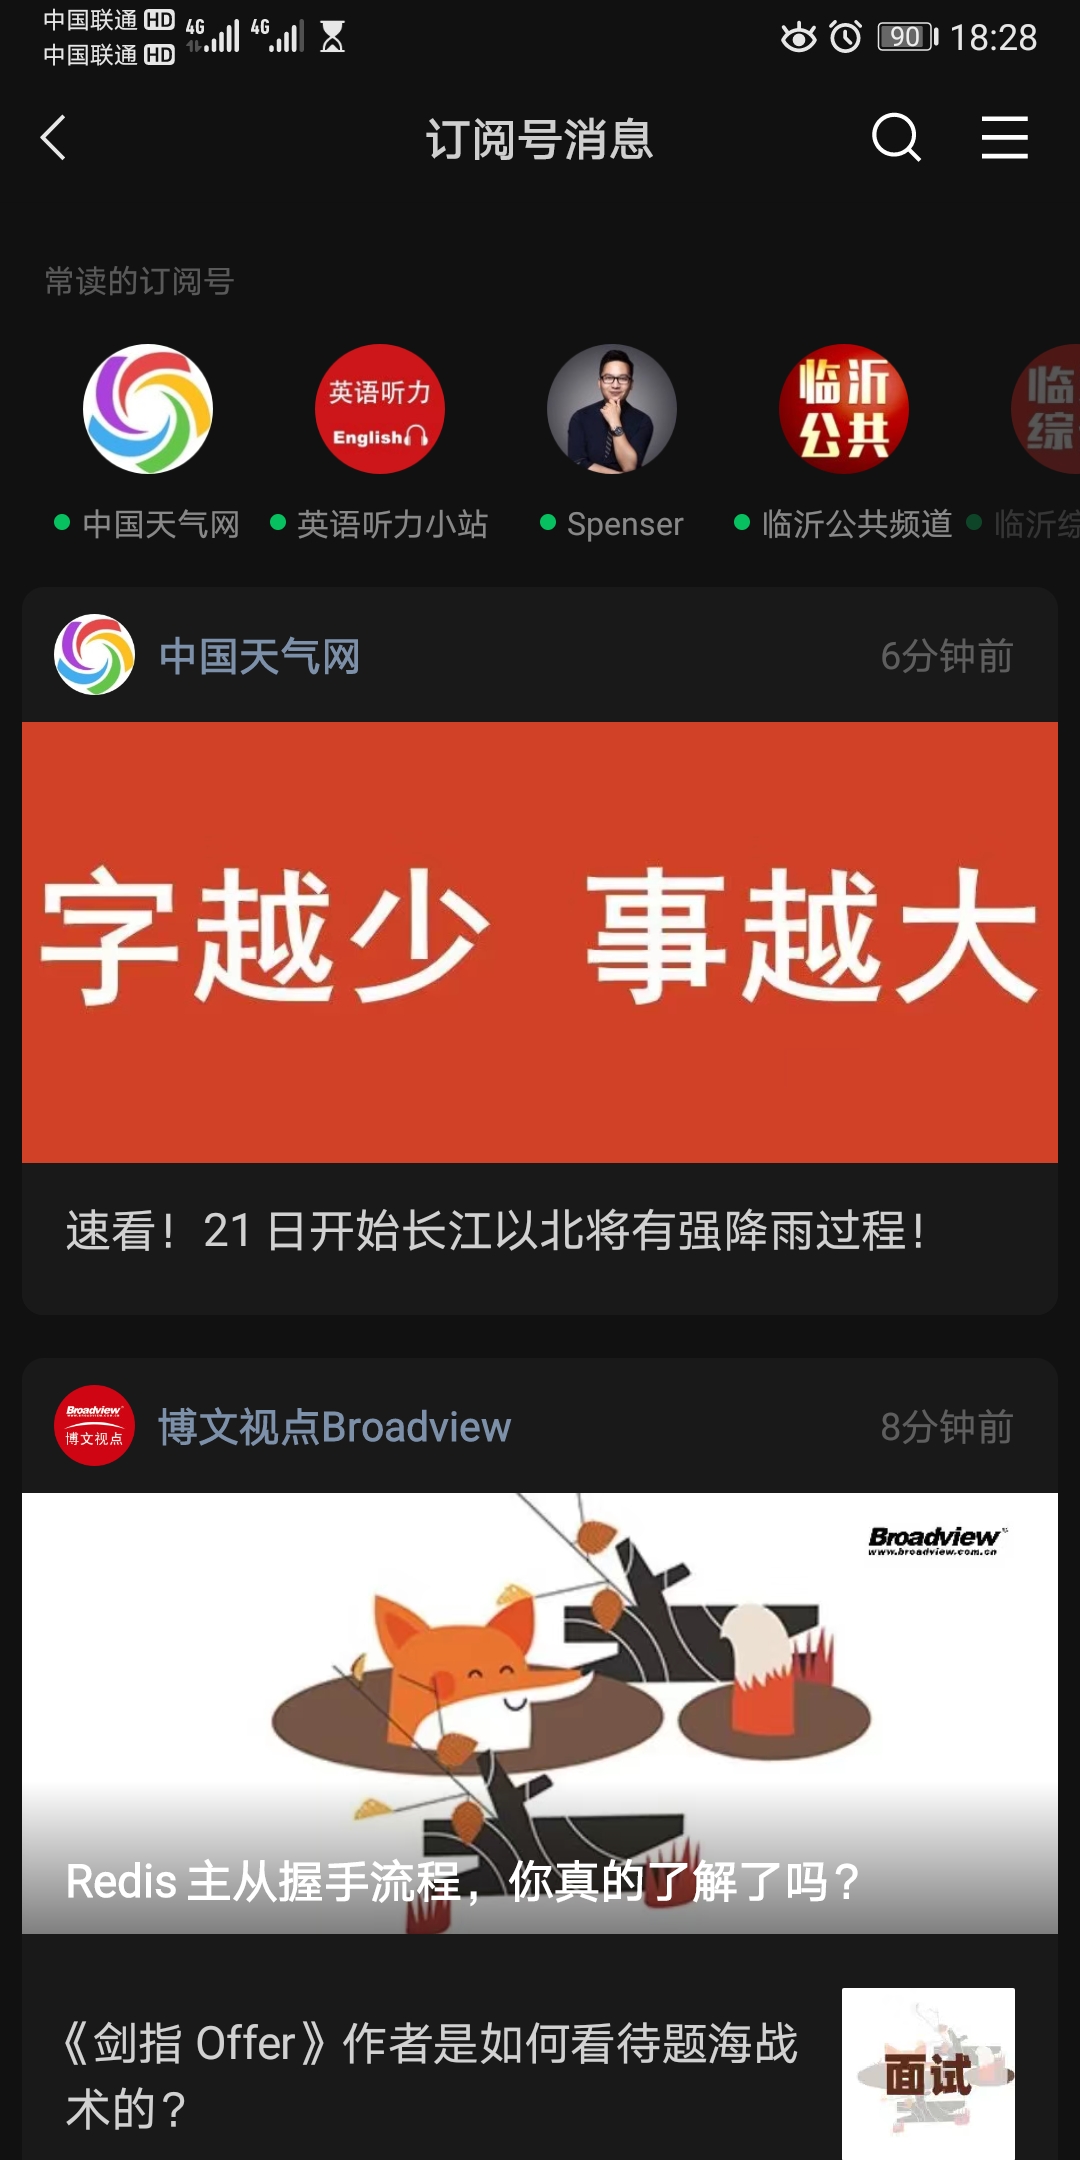 中国联通 HD 4G 4G 90 18:28
中国联通 HD
订阅号消息
常读的订阅号
英语听力
English
临沂
公共
临
综
中国天气网 英语听力小站 Spenser 临沂公共频道 临沂综
中国天气网 6分钟前
字越少 事越大
速看！21 日开始长江以北将有强降雨过程！
Broadview
博文视点
博文视点Broadview 8分钟前
Broadview
www.broadview.com.cn
Redis 主从握手流程，你真的了解了吗？
《剑指 Offer》作者是如何看待题海战
术的？
面试